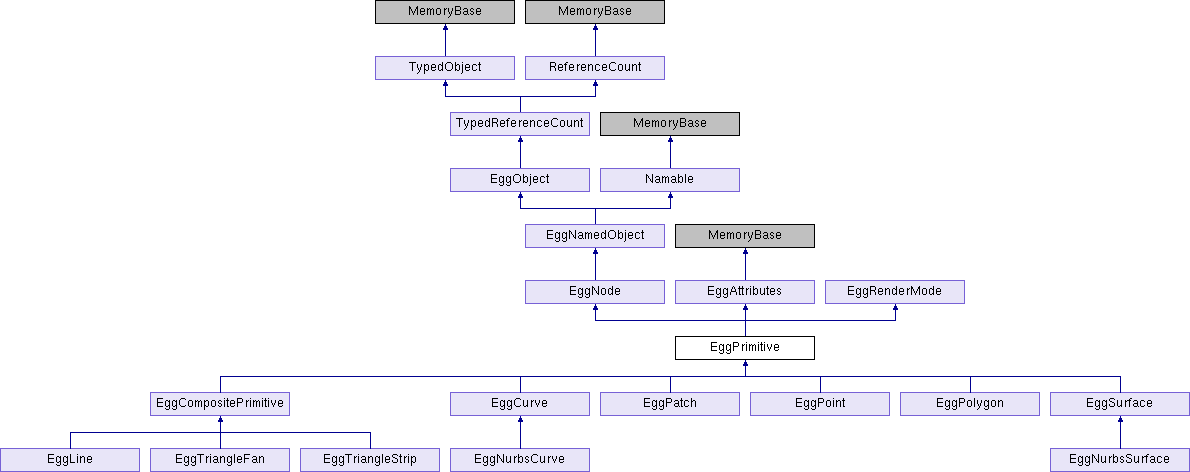 MemoryBase
MemoryBase
TypedObject
ReferenceCount
TypedReferenceCount
MemoryBase
EggObject
Namable
EggNamedObject
MemoryBase
EggNode
EggAttributes
EggRenderMode
EggPrimitive
EggCompositePrimitive
EggCurve
EggPatch
EggPoint
EggPolygon
EggSurface
EggLine
EggTriangleFan
EggTriangleStrip
EggNurbsCurve
EggNurbsSurface